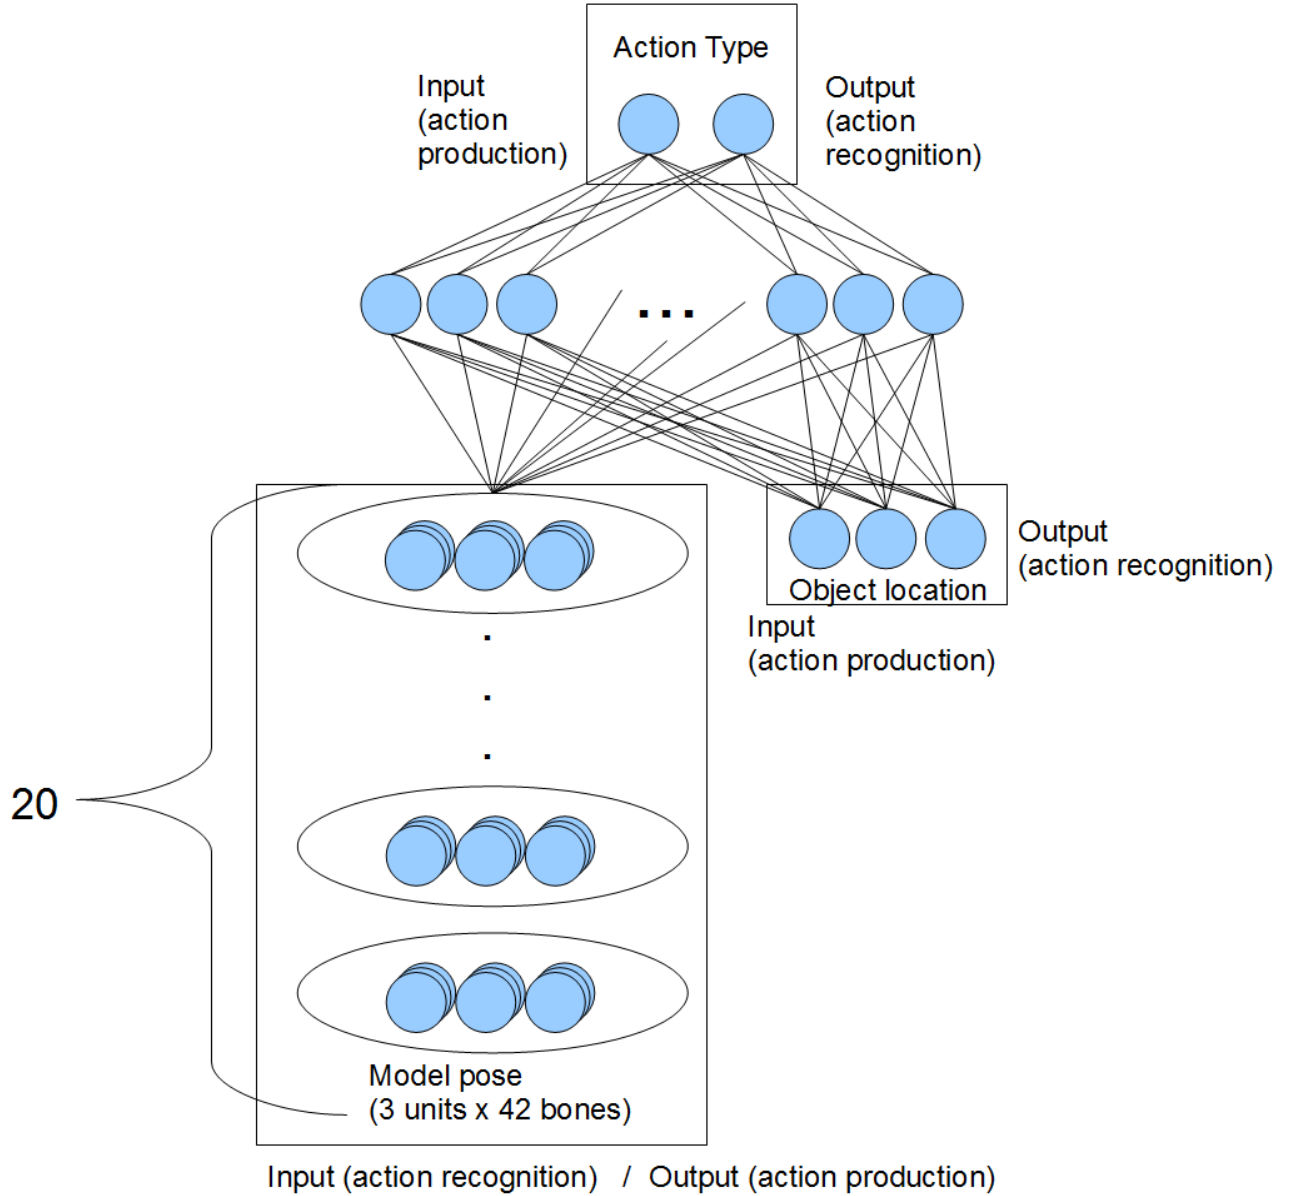 Action Type
Input
(action
production)
Output
(action
recognition)
...
Output
(action recognition)
Object location
Input
(action production)
20
Model pose
(3 units x 42 bones)
Input (action recognition) / Output (action production)